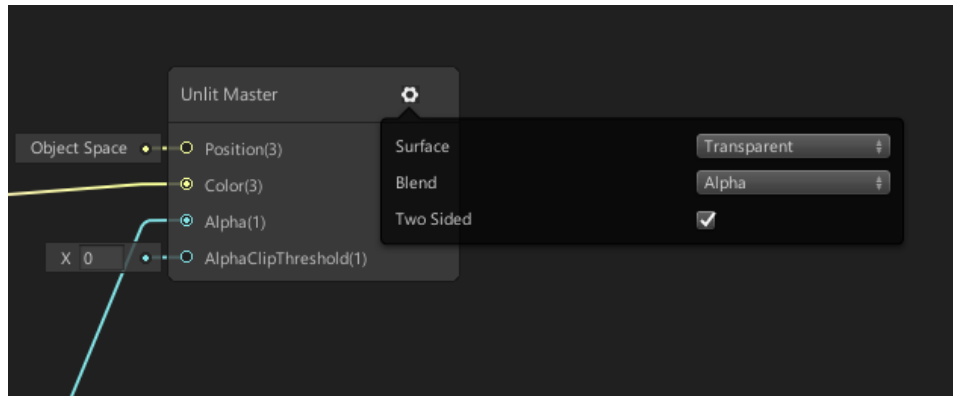 Unlit Master
Object Space
Position(3)
Color(3)
Alpha(1)
X 0
AlphaClipThreshold(1)
Surface
Transparent
Blend
Alpha
Two Sided